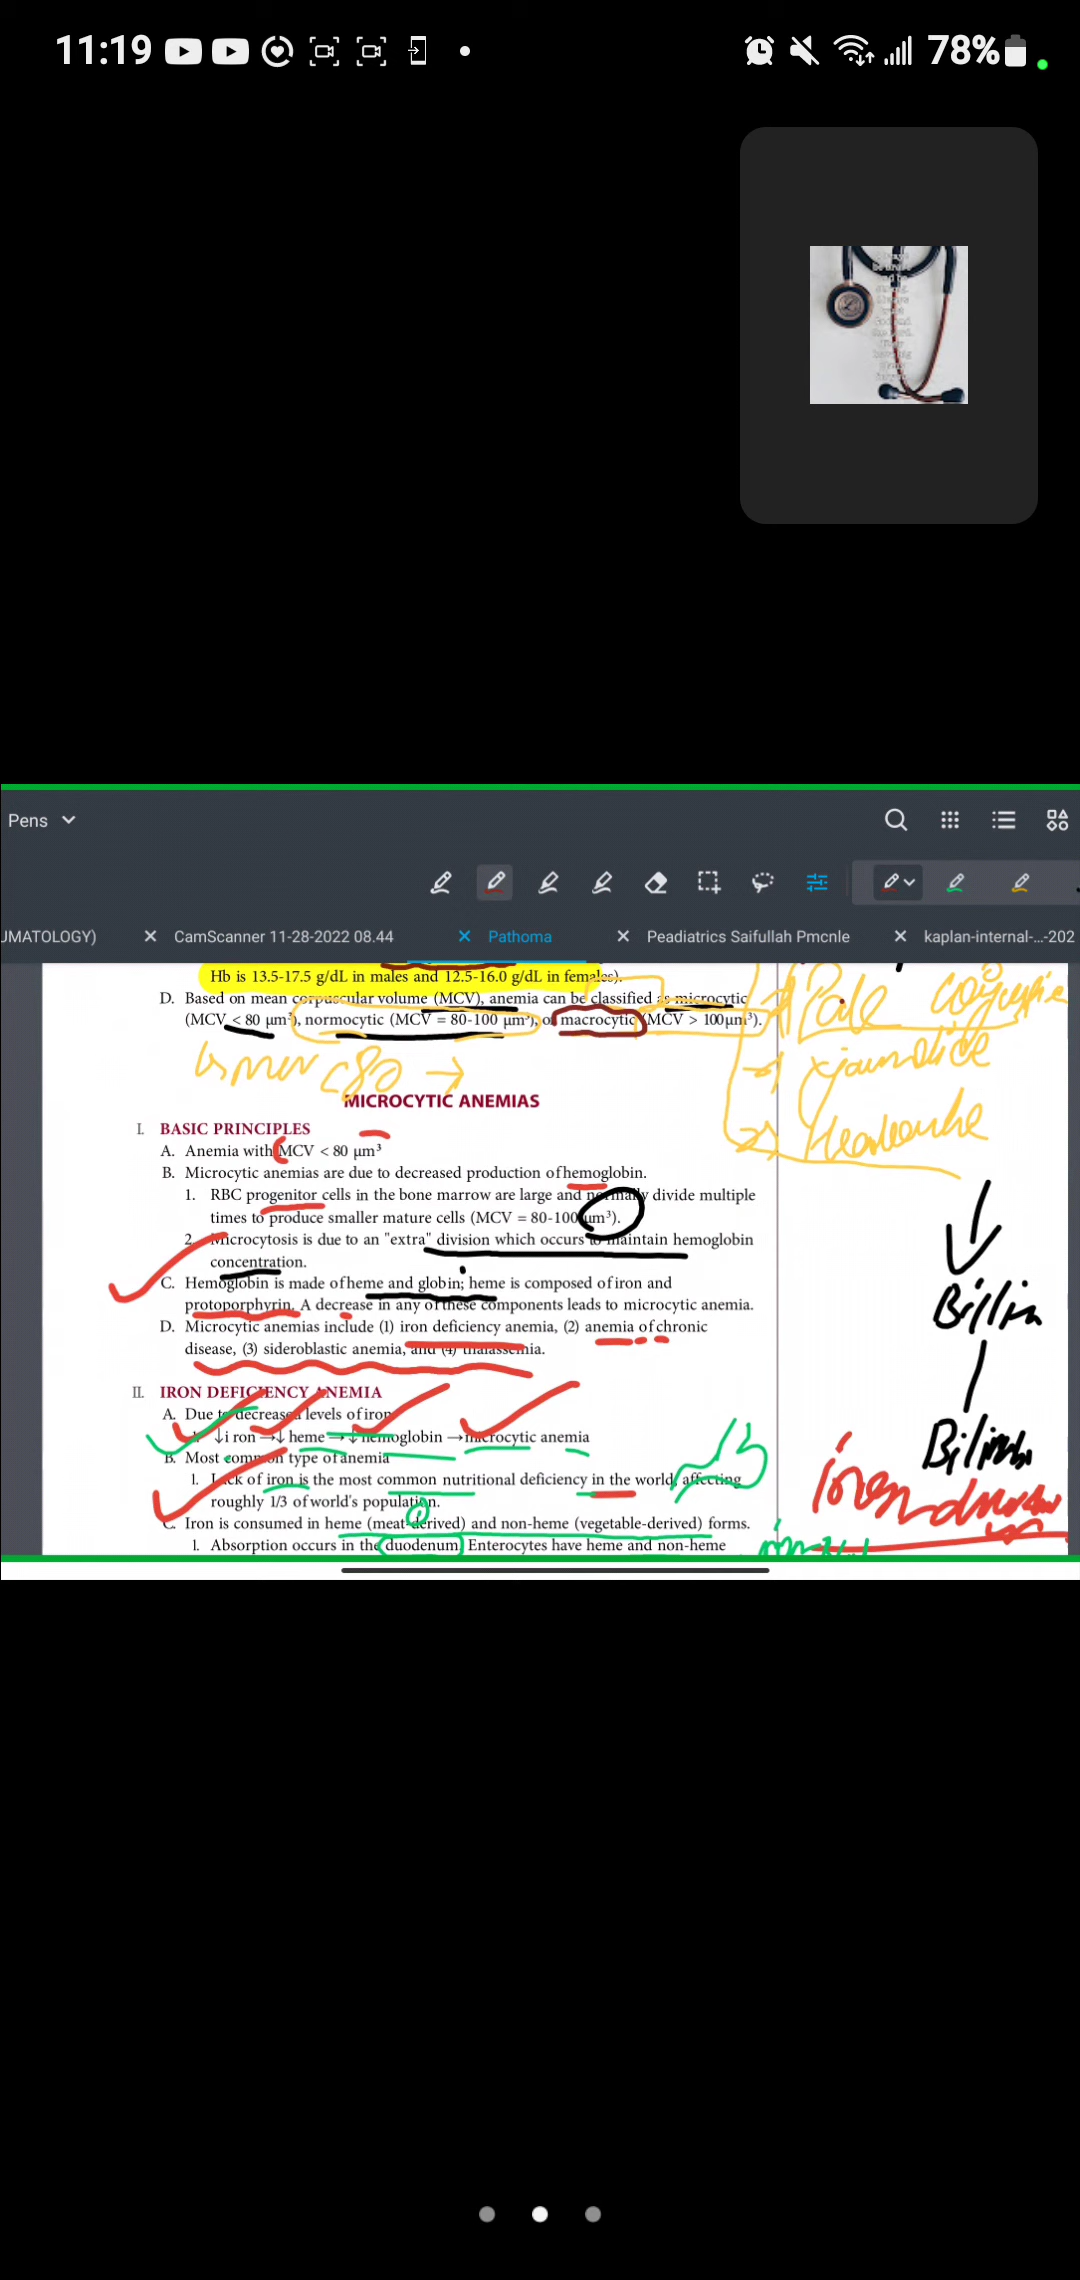 11:19
78%
Pens
UMATOLOGY) × CamScanner 11-28-2022 08.44 × Pathoma × Peadiatrics Saifullah Pmcnle × kaplan-internal-...-202
Hb is 13.5-17.5 g/dL in males and 12.5-16.0 g/dL in females).
D. Based on mean corpuscular volume (MCV), anemia can be classified as microcytic
(MCV < 80 µm³), normocytic (MCV = 80-100 µm³), or macrocytic (MCV > 100µm³).
Pale
jaundice
<80 →
MICROCYTIC ANEMIAS
I. BASIC PRINCIPLES
A. Anemia with MCV < 80 µm³
B. Microcytic anemias are due to decreased production of hemoglobin.
1. RBC progenitor cells in the bone marrow are large and normally divide multiple
times to produce smaller mature cells (MCV = 80-100 µm³).
2. Microcytosis is due to an "extra" division which occurs to maintain hemoglobin
concentration.
C. Hemoglobin is made of heme and globin; heme is composed of iron and
protoporphyrin. A decrease in any of these components leads to microcytic anemia.
D. Microcytic anemias include (1) iron deficiency anemia, (2) anemia of chronic
disease, (3) sideroblastic anemia, and (4) thalassemia.
II. IRON DEFICIENCY ANEMIA
A. Due to decreased levels of iron
↓i ron →↓ heme → ↓ hemoglobin → microcytic anemia
B. Most common type of anemia
1. Lack of iron is the most common nutritional deficiency in the world, affecting
roughly 1/3 of world's population.
C. Iron is consumed in heme (meat-derived) and non-heme (vegetable-derived) forms.
1. Absorption occurs in the duodenum. Enterocytes have heme and non-heme